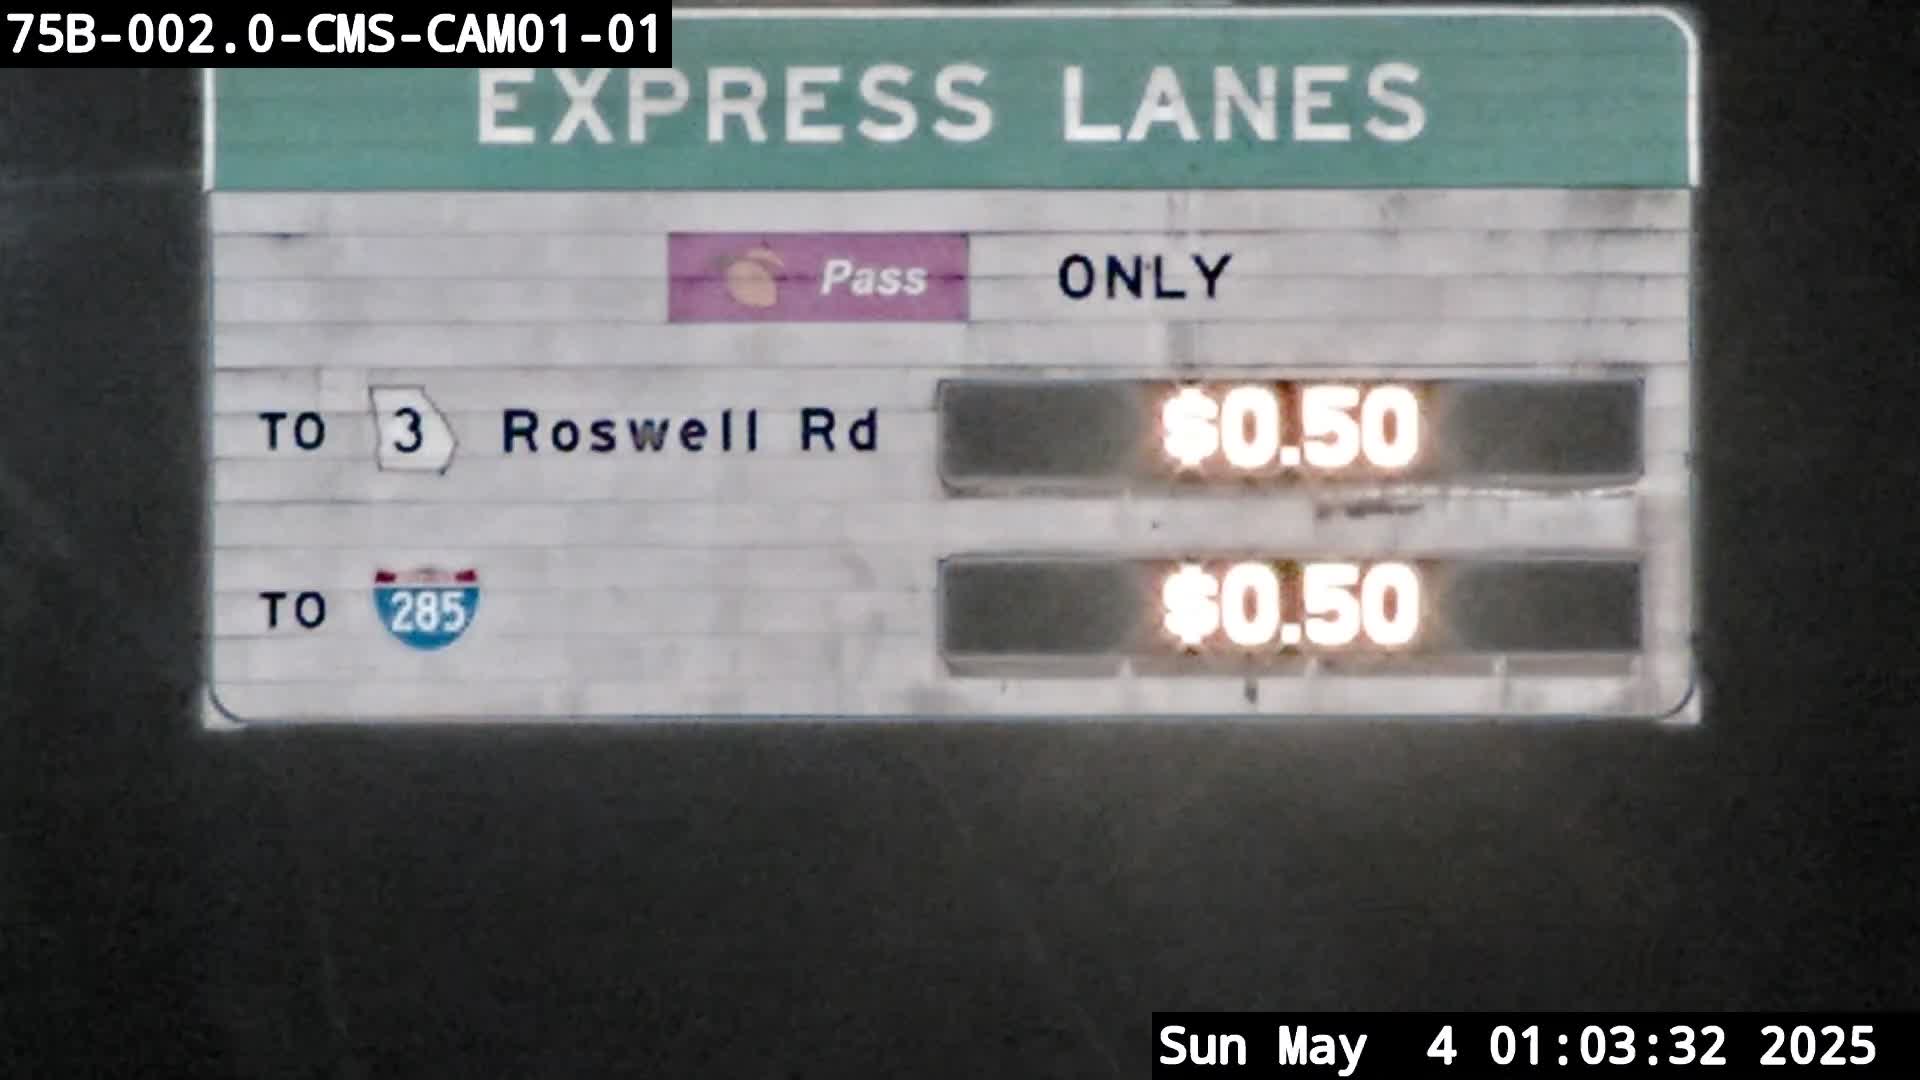 75B-002.0-CMS-CAM01-01
EXPRESS LANES
Pass ONLY
TO 3 Roswell Rd $0.50
TO 285 $0.50
Sun May 4 01:03:32 2025